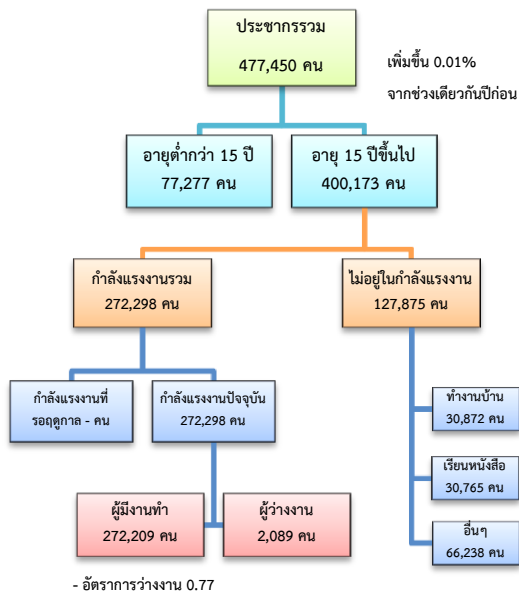 ประชากรรวม
477,450 คน
เพิ่มขึ้น 0.01%
จากช่วงเดียวกันปีก่อน
อายุต่ำกว่า 15 ปี
77,277 คน
อายุ 15 ปีขึ้นไป
400,173 คน
กำลังแรงงานรวม
272,298 คน
ไม่อยู่ในกำลังแรงงาน
127,875 คน
กำลังแรงงานที่
รอฤดูกาล - คน
กำลังแรงงานปัจจุบัน
272,298 คน
ทำงานบ้าน
30,872 คน
เรียนหนังสือ
30,765 คน
อื่นๆ
66,238 คน
ผู้มีงานทำ
272,209 คน
ผู้ว่างงาน
2,089 คน
- อัตราการว่างงาน 0.77